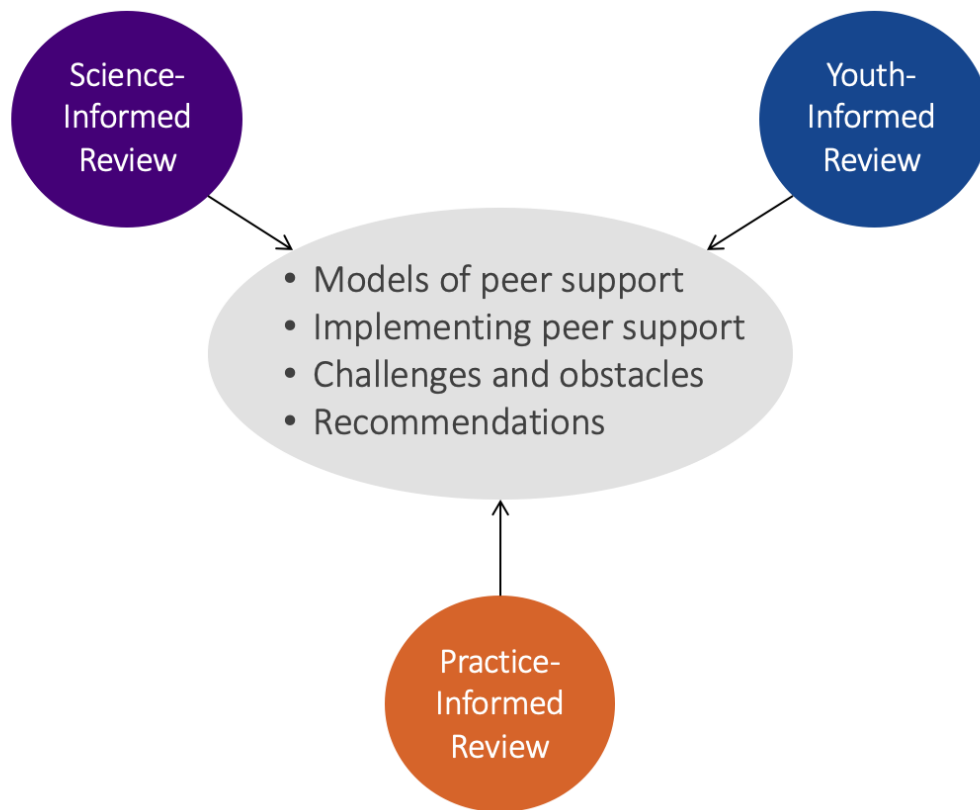 Science-
Informed
Review
Youth-
Informed
Review
• Models of peer support
• Implementing peer support
• Challenges and obstacles
• Recommendations
Practice-
Informed
Review